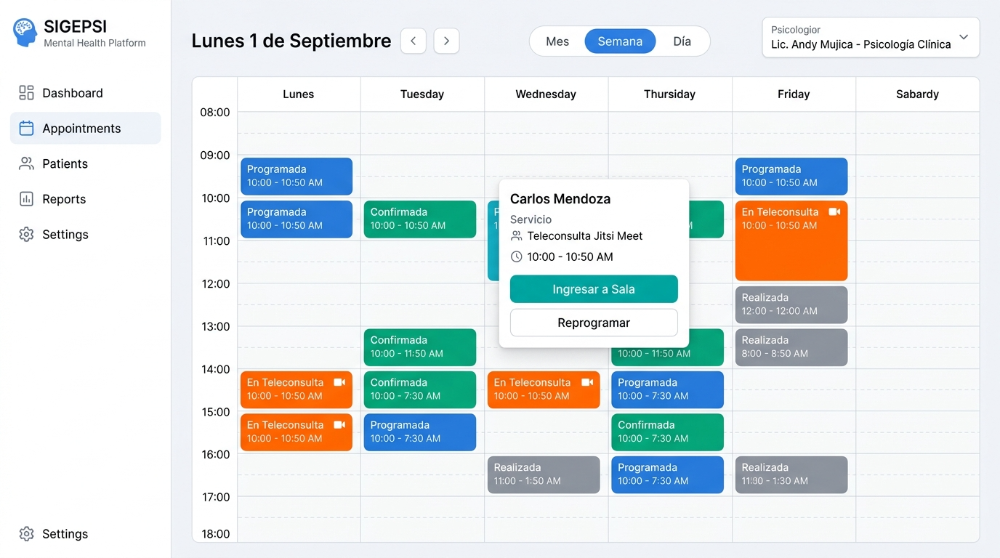 SIGEPSI
Mental Health Platform
Dashboard
Appointments
Patients
Reports
Settings
Settings
Lunes 1 de Septiembre
Mes
Semana
Día
Psicologior
Lic. Andy Mujica - Psicología Clínica
Lunes
Tuesday
Wednesday
Thursiday
Friday
Sabardy
08:00
09:00
10:00
11:00
12:00
13:00
14:00
15:00
16:00
17:00
18:00
Programada
10:00 - 10:50 AM
Programada
10:00 - 10:50 AM
En Teleconsulta
10:00 - 10:50 AM
En Teleconsulta
10:00 - 10:50 AM
Confirmada
10:00 - 10:50 AM
Confirmada
10:00 - 11:50 AM
Confirmada
10:00 - 7:30 AM
Programada
10:00 - 7:30 AM
Carlos Mendoza
Servicio
Teleconsulta Jitsi Meet
10:00 - 10:50 AM
Ingresar a Sala
Reprogramar
En Teleconsulta
10:00 - 10:50 AM
Realizada
11:00 - 1:50 AM
10:00 - 11:50 AM
Programada
10:00 - 7:30 AM
Confirmada
10:00 - 7:30 AM
Programada
10:00 - 7:30 AM
Programada
10:00 - 10:50 AM
En Teleconsulta
10:00 - 10:50 AM
Realizada
12:00 - 12:00 AM
Realizada
8:00 - 8:50 AM
Realizada
- 1:30 AM